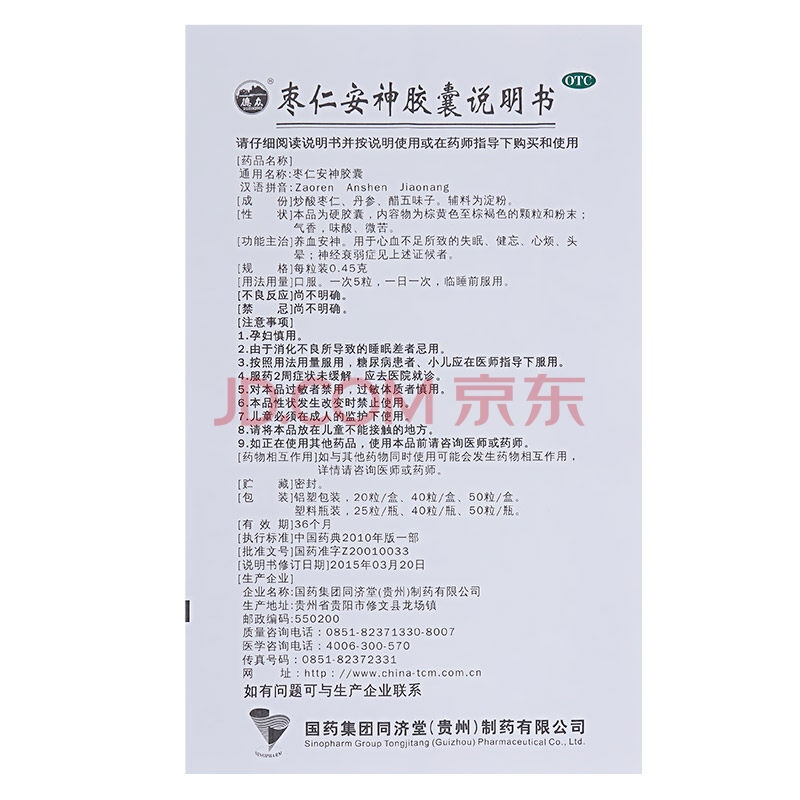 德众® 枣仁安神胶囊说明书 OTC
请仔细阅读说明书并按说明使用或在药师指导下购买和使用
[药品名称]
通用名称:枣仁安神胶囊
汉语拼音:Zaoren Anshen Jiaonang
[成 份]炒酸枣仁、丹参、醋五味子。辅料为淀粉。
[性 状]本品为硬胶囊，内容物为棕黄色至棕褐色的颗粒和粉末；
气香，味酸、微苦。
[功能主治]养血安神。用于心血不足所致的失眠、健忘、心烦、头
晕；神经衰弱症见上述证候者。
[规 格]每粒装0.45克
[用法用量]口服。一次5粒，一日一次，临睡前服用。
[不良反应]尚不明确。
[禁 忌]尚不明确。
[注意事项]
1.孕妇慎用。
2.由于消化不良所导致的睡眠差者忌用。
3.按照用法用量服用，糖尿病患者、小儿应在医师指导下服用。
4.服药2周症状未缓解，应去医院就诊。
5.对本品过敏者禁用，过敏体质者慎用。
6.本品性状发生改变时禁止使用。
JD.COM 京东
7.儿童必须在成人的监护下使用。
8.请将本品放在儿童不能接触的地方。
9.如正在使用其他药品，使用本品前请咨询医师或药师。
[药物相互作用]如与其他药物同时使用可能会发生药物相互作用，
详情请咨询医师或药师。
[贮 藏]密封。
[包 装]铝塑包装，20粒/盒、40粒/盒、50粒/盒。
塑料瓶装，25粒/瓶、40粒/瓶、50粒/瓶。
[有 效 期]36个月
[执行标准]中国药典2010年版一部
[批准文号]国药准字Z20010033
[说明书修订日期]2015年03月20日
[生产企业]
企业名称:国药集团同济堂(贵州)制药有限公司
生产地址:贵州省贵阳市修文县龙场镇
邮政编码:550200
质量咨询电话：0851-82371330-8007
医学咨询电话：4006-300-570
传真号码：0851-82372331
网 址：http：//www.china-tcm.com.cn
如有问题可与生产企业联系
SINOPHARM
国药集团同济堂(贵州)制药有限公司
Sinopharm Group Tongjitang (Guizhou) Pharmaceutical Co., Ltd.